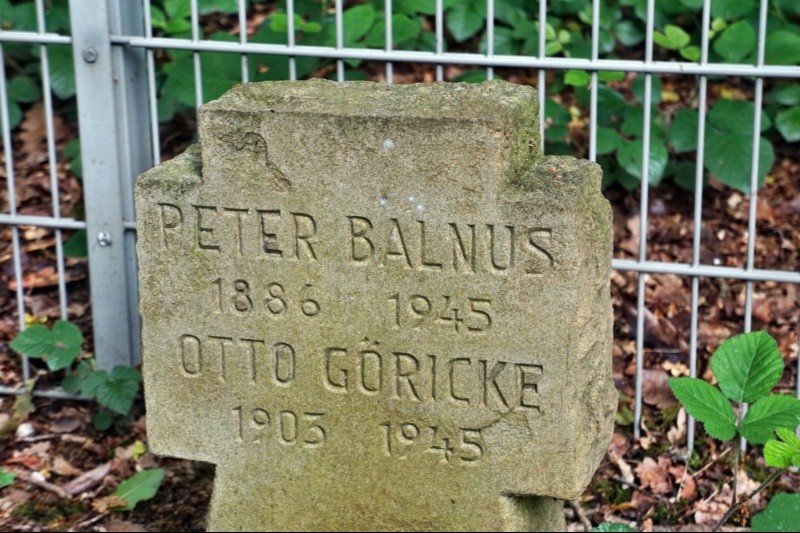 PETER BALNUS
1886 1945
OTTO GÖRICKE
1903 1945